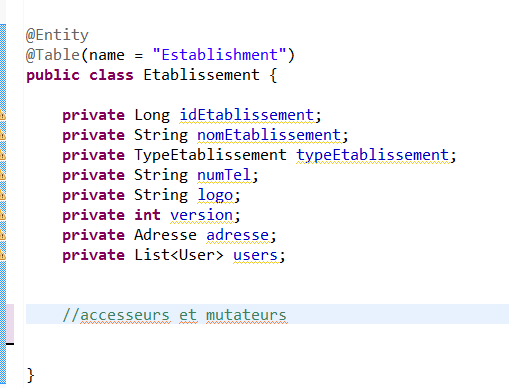 @Entity
@Table(name = "Establishment")
public class Etablissement {
private Long idEtablissement;
private String nomEtablissement;
private TypeEtablissement typeEtablissement;
private String numTel;
private String logo;
private int version;
private Adresse adresse;
private List<User> users;
//accesseurs et mutateurs
}